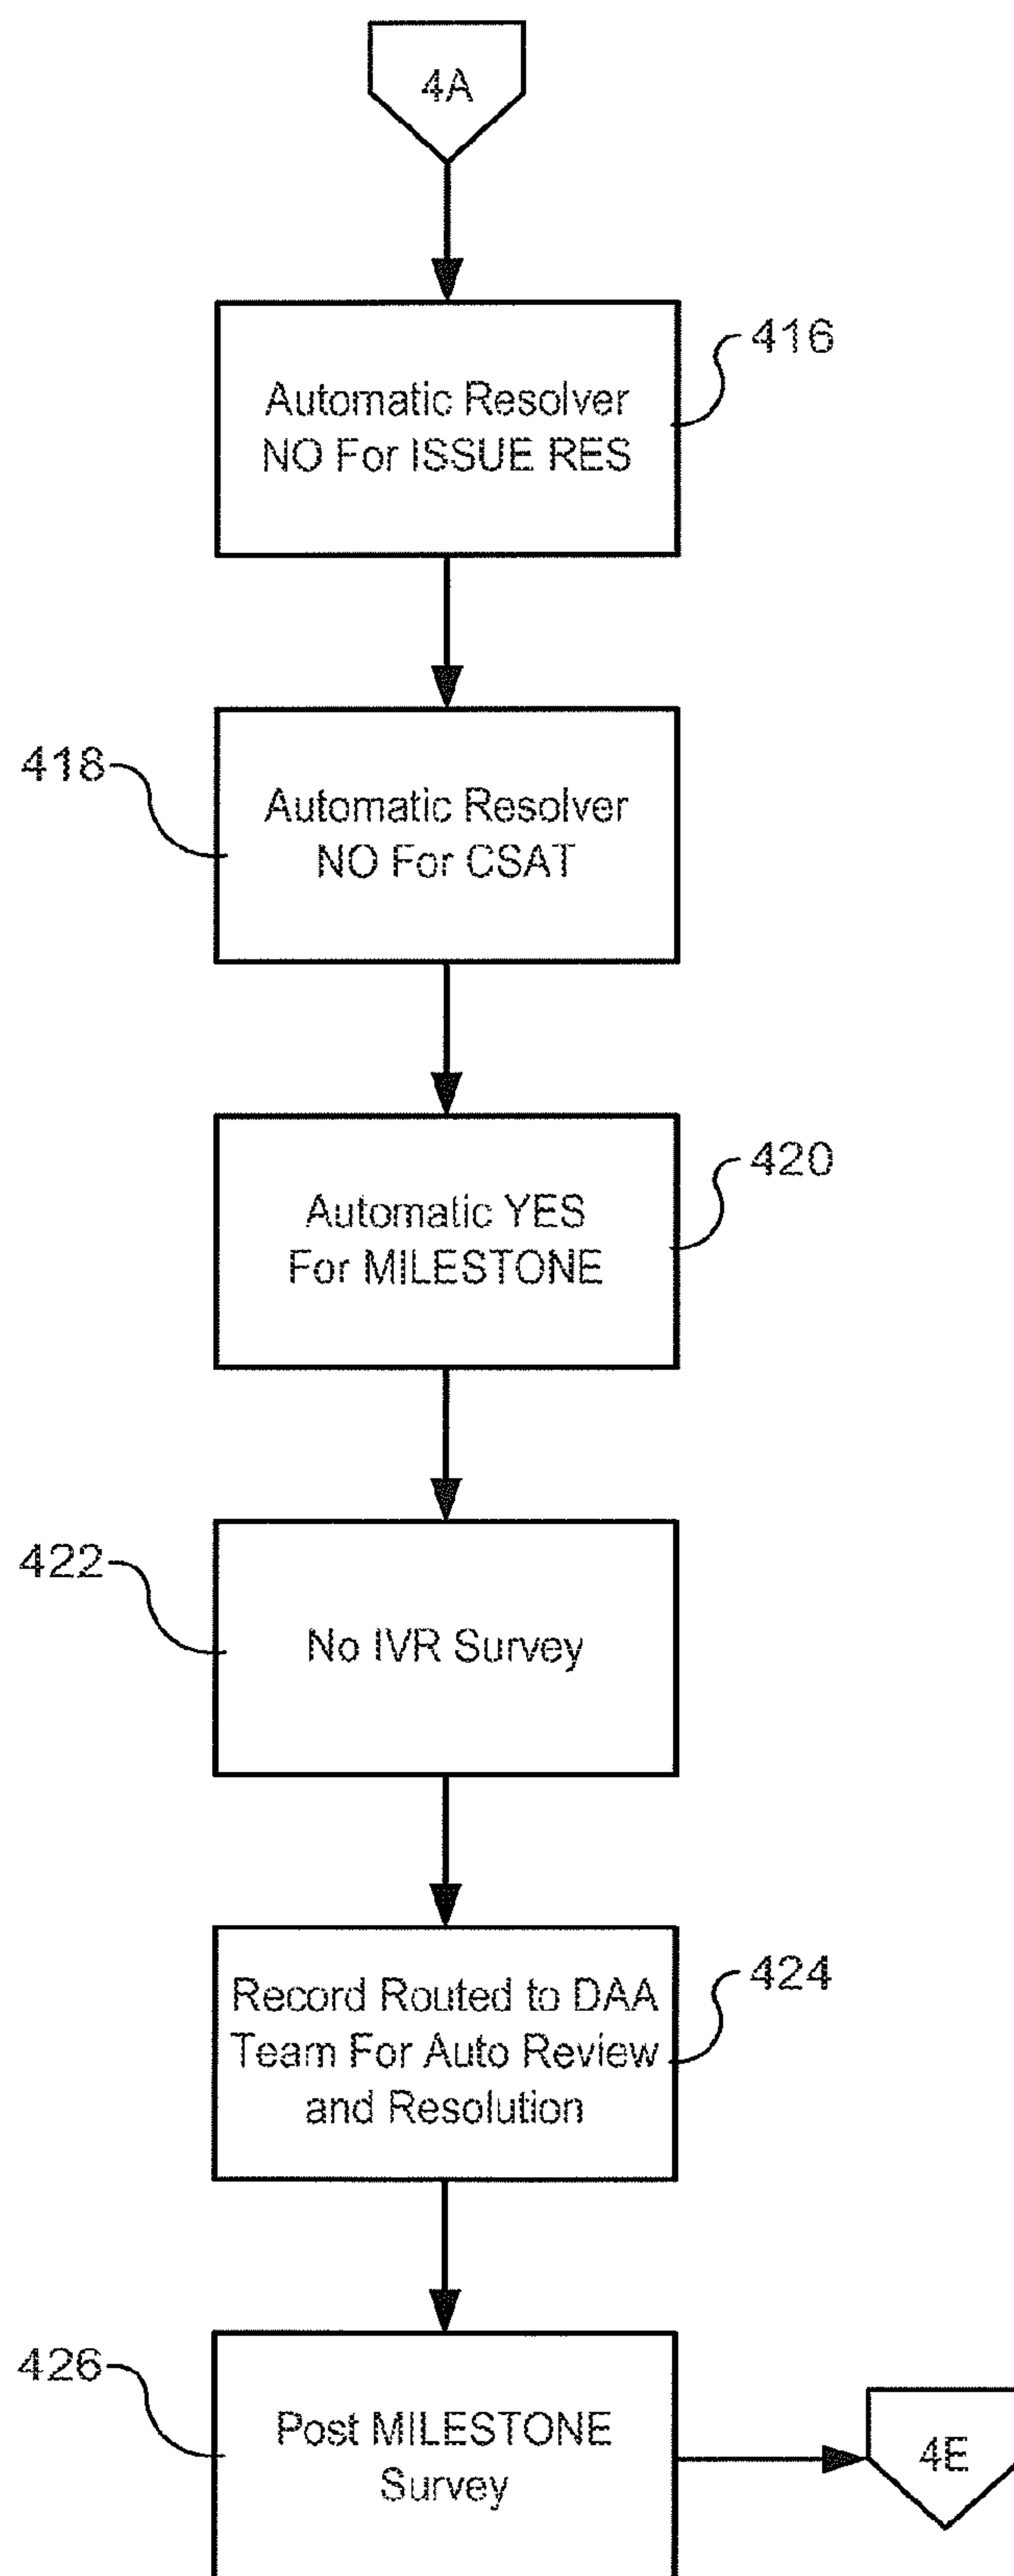 4A
Automatic Resolver
NO For ISSUE RES
416
418
Automatic Resolver
NO For CSAT
Automatic YES
For MILESTONE
420
422
No IVR Survey
Record Routed to DAA
Team For Auto Review
and Resolution
424
426
Post MILESTONE
Survey
4E